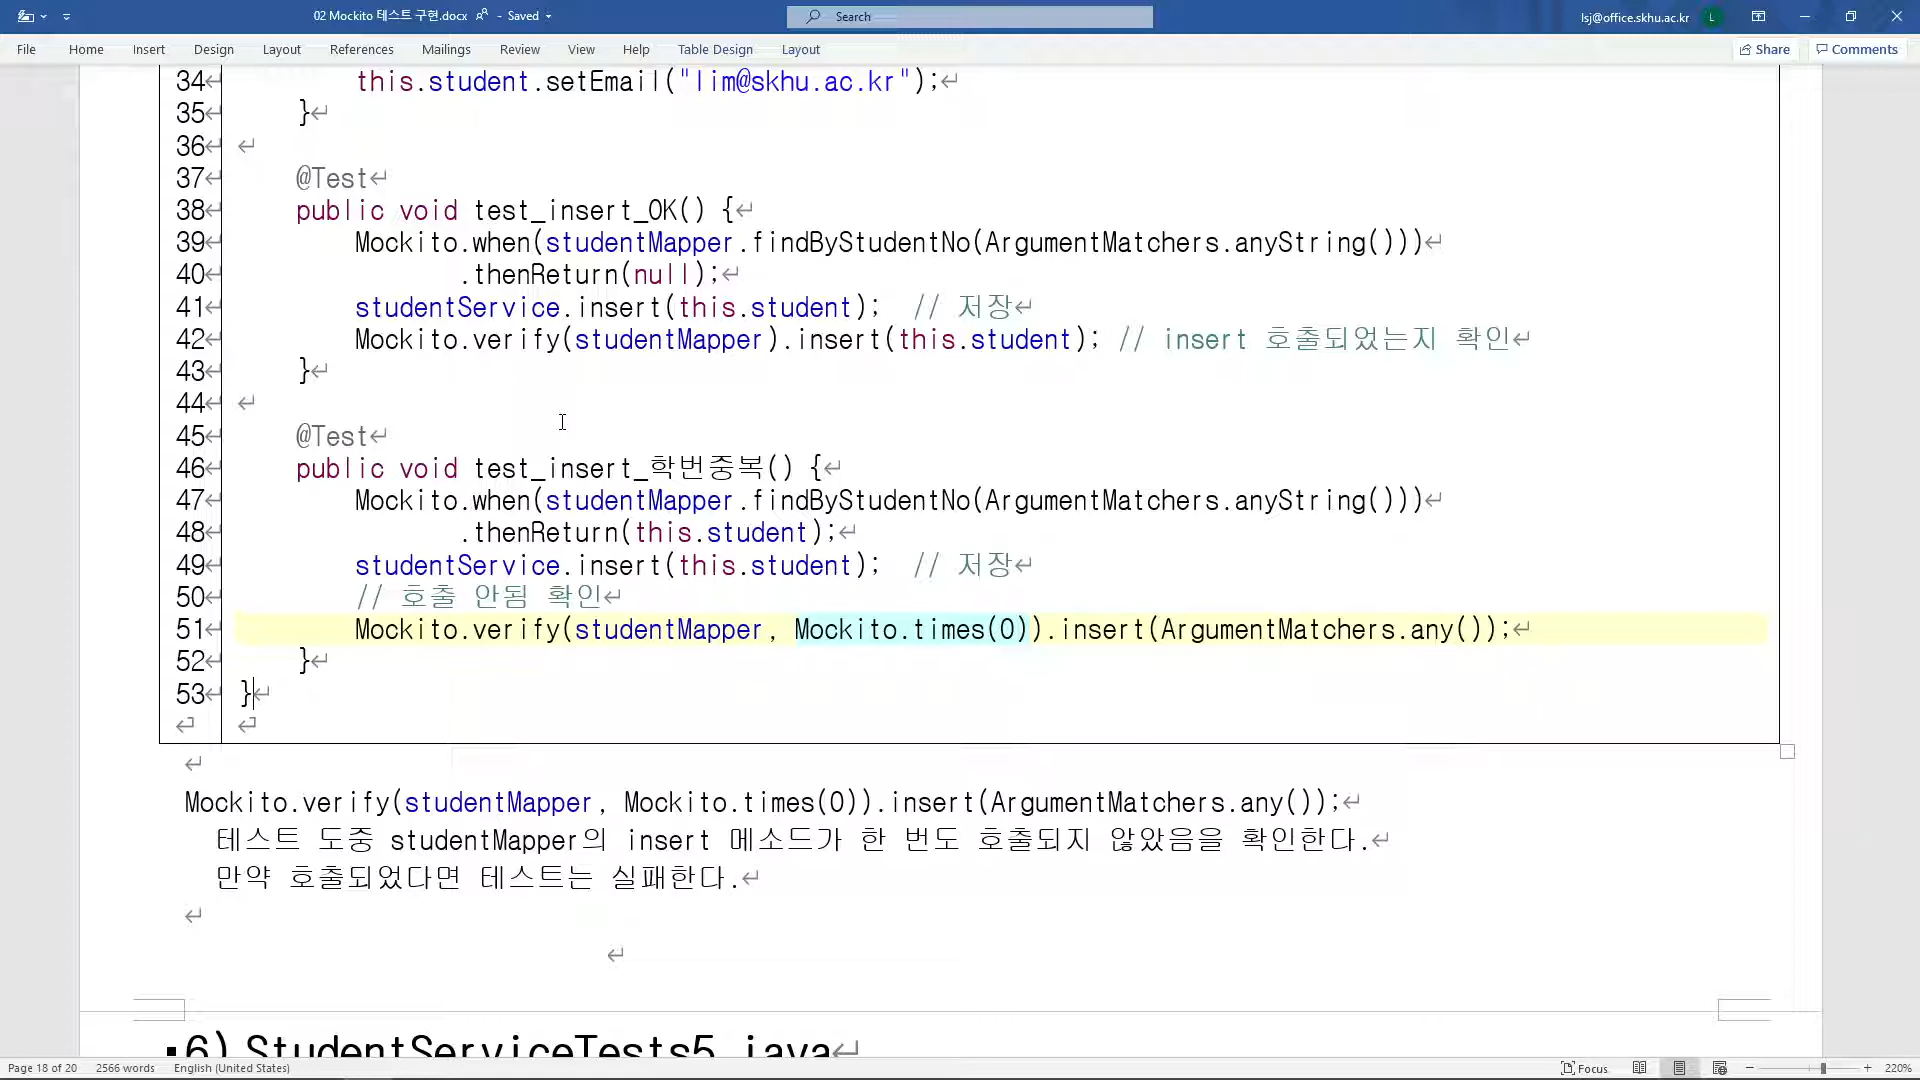 02 Mockito 테스트 구현.docx - Saved
Search
lsj@office.skhu.ac.kr L
File Home Insert Design Layout References Mailings Review View Help Table Design Layout Share Comments
34 this.student.setEmail("lim@skhu.ac.kr");
35 }
36
37 @Test
38 public void test_insert_OK() {
39 Mockito.when(studentMapper.findByStudentNo(ArgumentMatchers.anyString()))
40 .thenReturn(null);
41 studentService.insert(this.student); // 저장
42 Mockito.verify(studentMapper).insert(this.student); // insert 호출되었는지 확인
43 }
44
45 @Test
46 public void test_insert_학번중복() {
47 Mockito.when(studentMapper.findByStudentNo(ArgumentMatchers.anyString()))
48 .thenReturn(this.student);
49 studentService.insert(this.student); // 저장
50 // 호출 안됨 확인
51 Mockito.verify(studentMapper, Mockito.times(0)).insert(ArgumentMatchers.any());
52 }
53 }
Mockito.verify(studentMapper, Mockito.times(0)).insert(ArgumentMatchers.any());
테스트 도중 studentMapper의 insert 메소드가 한 번도 호출되지 않았음을 확인한다.
만약 호출되었다면 테스트는 실패한다.
6) StudentServiceTests5.java
Page 18 of 20 2566 words English (United States) Focus 220%